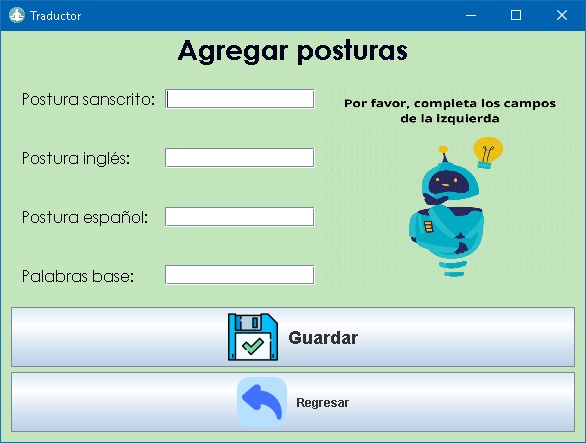 Traductor
Agregar posturas
Postura sanscrito:
Por favor, completa los campos
de la Izquierda
Postura inglés:
Postura español:
Palabras base:
Guardar
Regresar